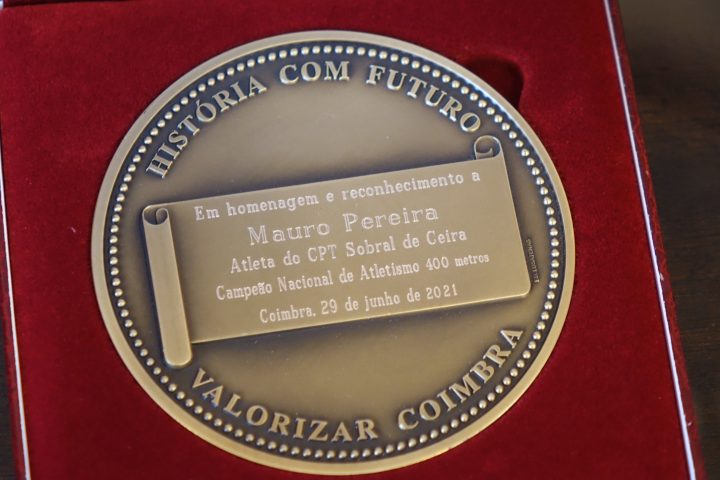 HISTÓRIA COM FUTURO
Em homenagem e reconhecimento a
Mauro Pereira
Atleta do CPT Sobral de Ceira
Campeão Nacional de Atletismo 400 metros
Coimbra, 29 de junho de 2021
VALORIZAR COIMBRA